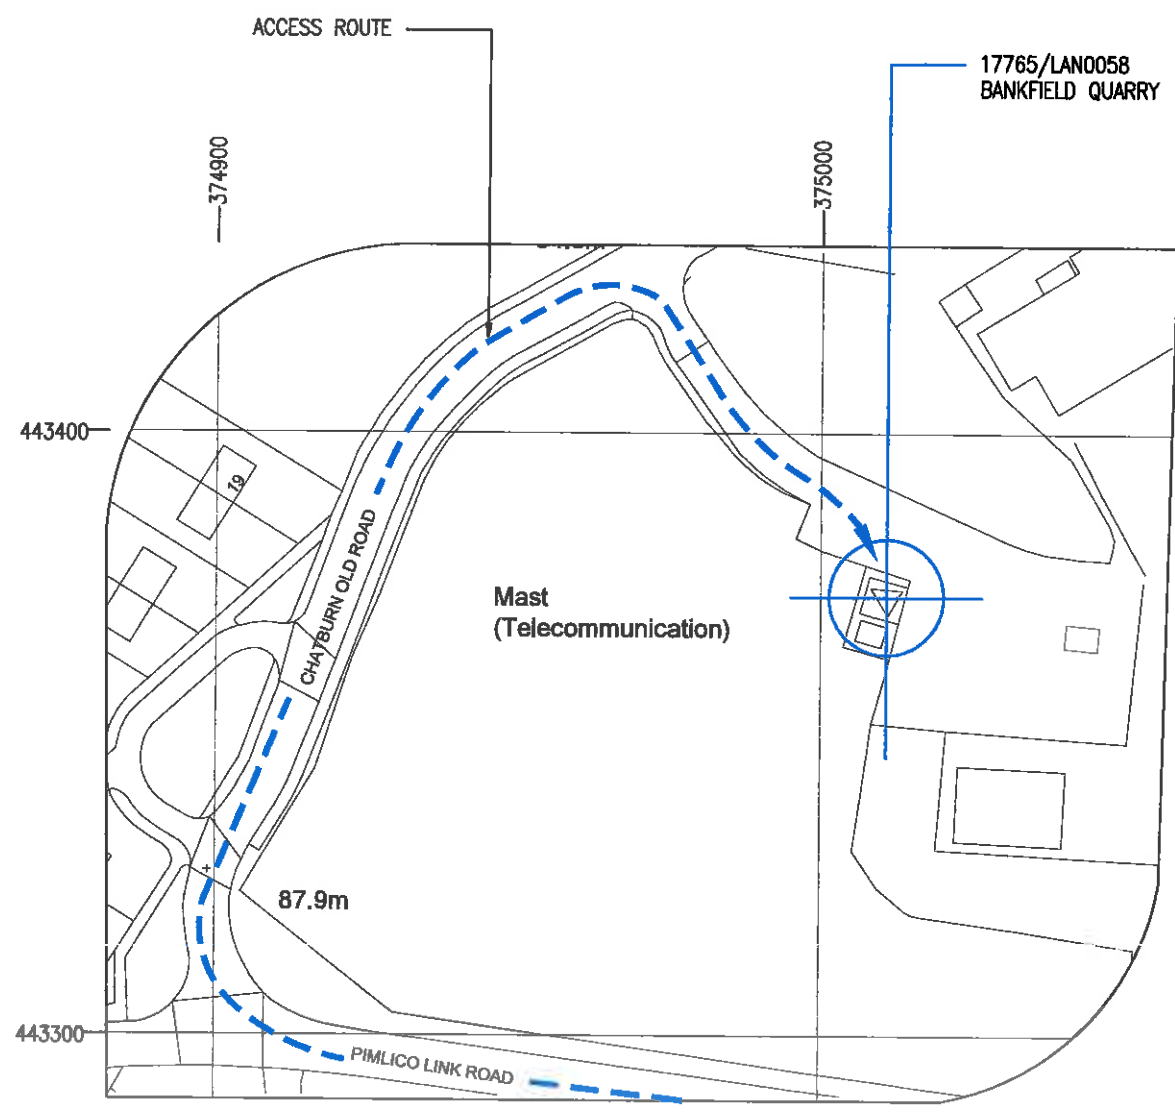 ACCESS ROUTE
17765/LAN0058
BANKFIELD QUARRY
374900
375000
443400
19
CHATBURN OLD ROAD
Mast
(Telecommunication)
87.9m
443300
PIMLICO LINK ROAD